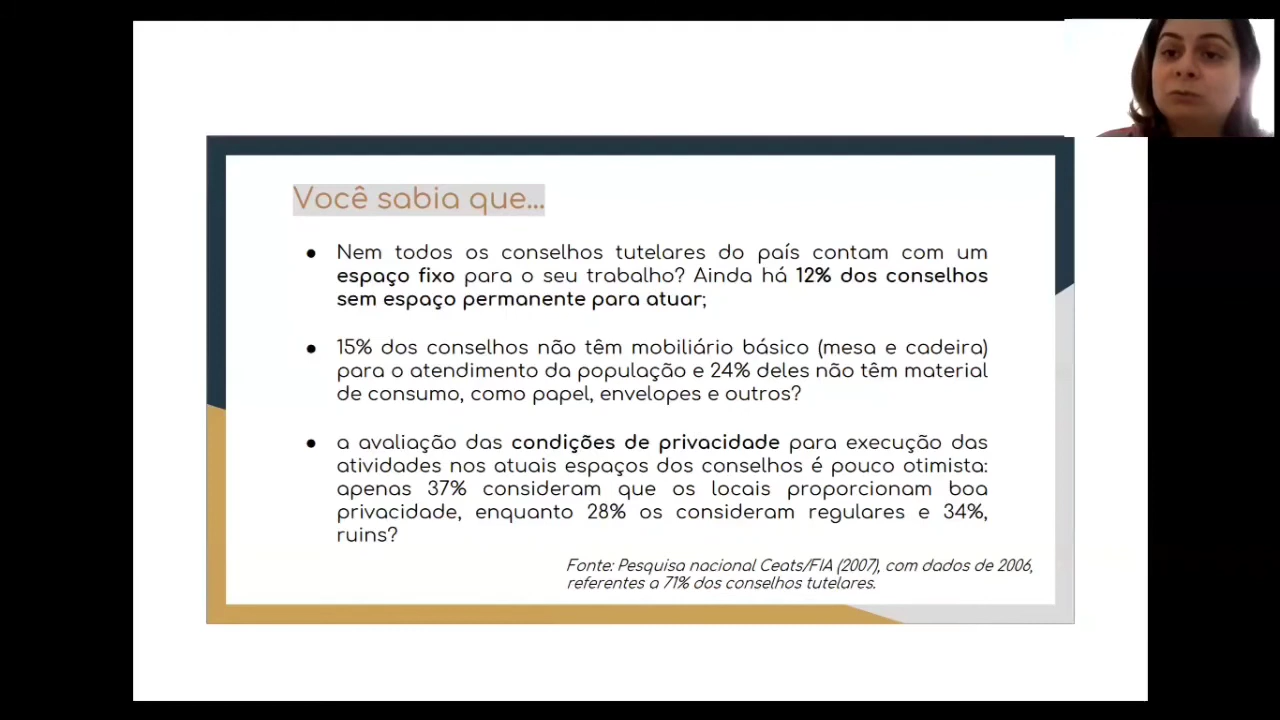 Você sabia que...
● Nem todos os conselhos tutelares do país contam com um
espaço fixo para o seu trabalho? Ainda há 12% dos conselhos
sem espaço permanente para atuar;
● 15% dos conselhos não têm mobiliário básico (mesa e cadeira)
para o atendimento da população e 24% deles não têm material
de consumo, como papel, envelopes e outros?
● a avaliação das condições de privacidade para execução das
atividades nos atuais espaços dos conselhos é pouco otimista:
apenas 37% consideram que os locais proporcionam boa
privacidade, enquanto 28% os consideram regulares e 34%,
ruins?
Fonte: Pesquisa nacional Ceats/FIA (2007), com dados de 2006,
referentes a 71% dos conselhos tutelares.